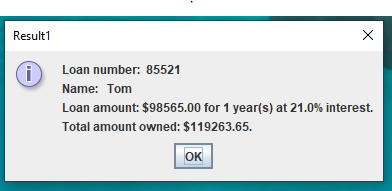 Result1
Loan number: 85521
Name: Tom
Loan amount: $98565.00 for 1 year(s) at 21.0% interest.
Total amount owned: $119263.65.
OK